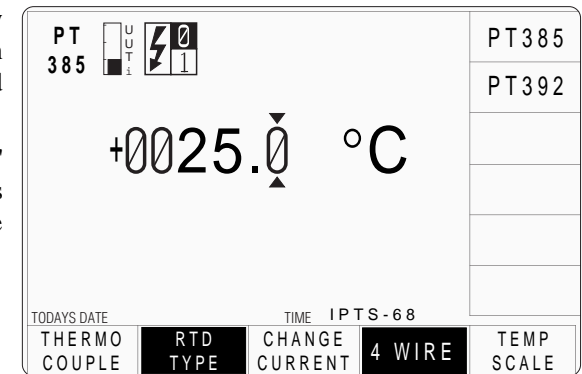 PT
385
UUTi
0
1
+0025.0 °C
PT385
PT392
TODAYS DATE
TIME IPTS-68
THERMO
COUPLE
RTD
TYPE
CHANGE
CURRENT
4 WIRE
TEMP
SCALE